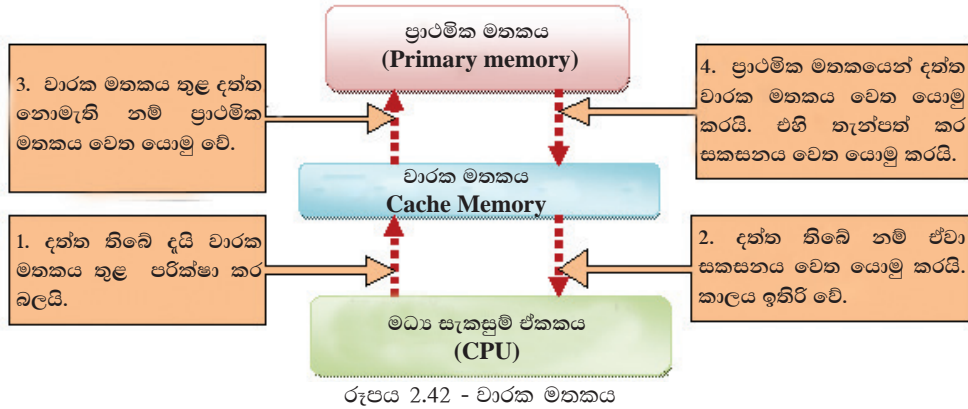 ප්‍රාථමික මතකය
(Primary memory)
3. වාරක මතකය තුළ දත්ත
නොමැති නම් ප්‍රාථමික
මතකය වෙත යොමු වේ.
4. ප්‍රාථමික මතකයෙන් දත්ත
වාරක මතකය වෙත යොමු
කරයි. එහි තැන්පත් කර
සකසනය වෙත යොමු කරයි.
වාරක මතකය
Cache Memory
1. දත්ත තිබේ දැයි වාරක
මතකය තුළ පරික්ෂා කර
බලයි.
2. දත්ත තිබේ නම් ඒවා
සකසනය වෙත යොමු කරයි.
කාලය ඉතිරි වේ.
මධ්‍ය සැකසුම් ඒකකය
(CPU)
රූපය 2.42 - වාරක මතකය